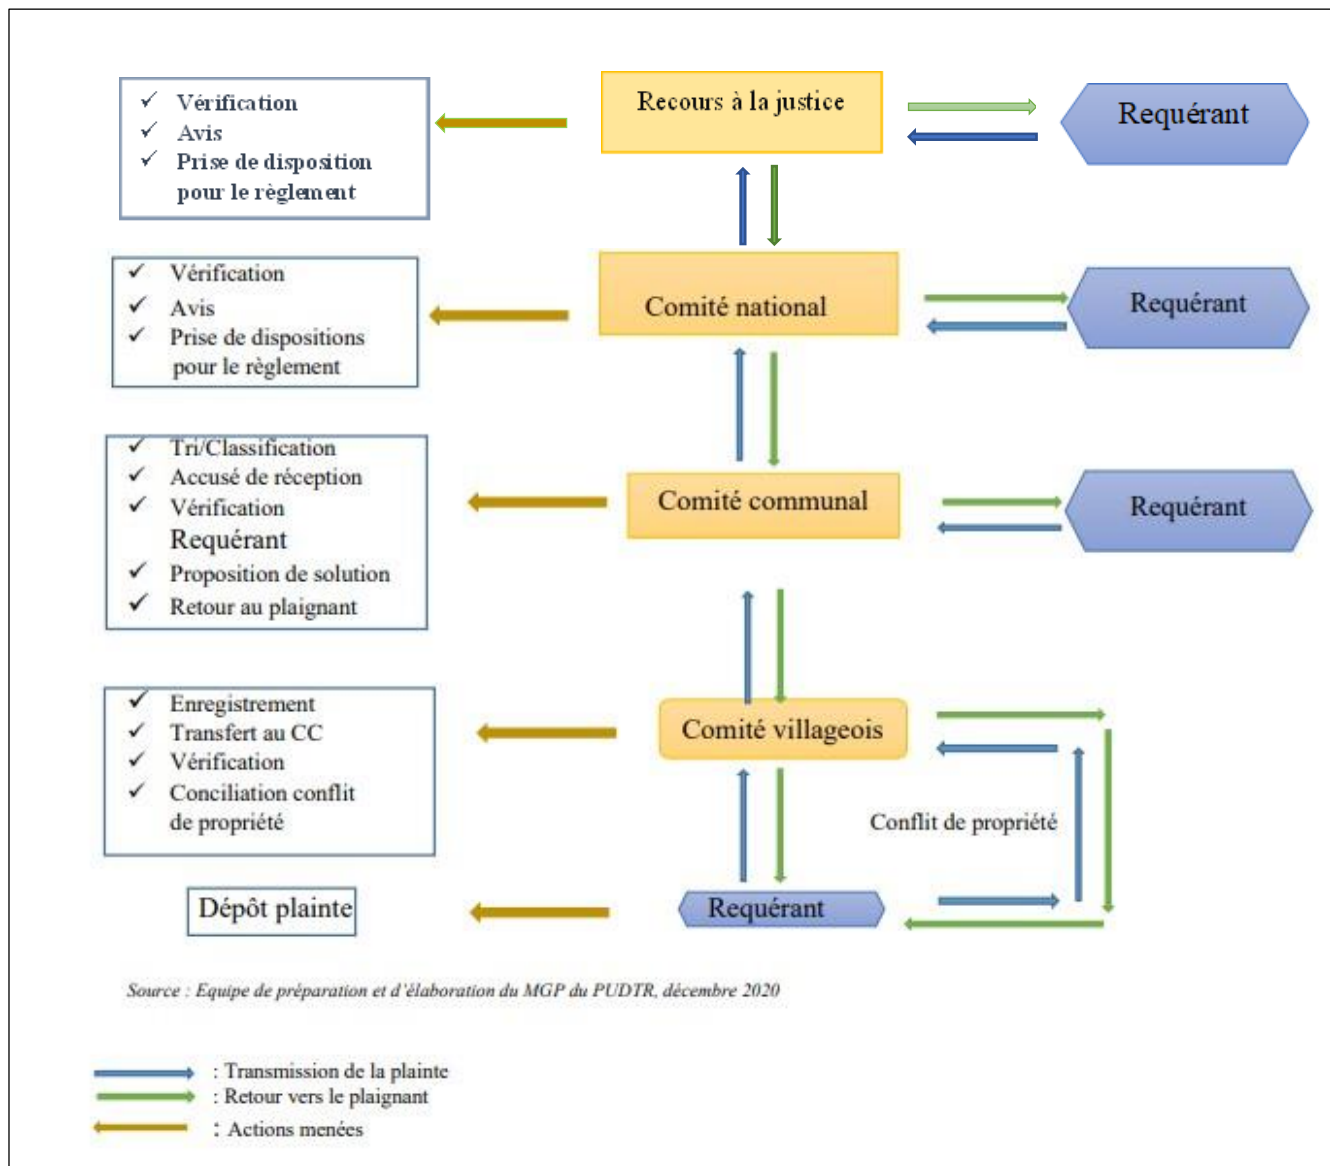 ✓ Vérification
✓ Avis
✓ Prise de disposition
pour le règlement
Recours à la justice
Requérant
✓ Vérification
✓ Avis
✓ Prise de dispositions
pour le règlement
Comité national
Requérant
✓ Tri/Classification
✓ Accusé de réception
✓ Vérification
Requérant
✓ Proposition de solution
✓ Retour au plaignant
Comité communal
Requérant
✓ Enregistrement
✓ Transfert au CC
✓ Vérification
✓ Conciliation conflit
de propriété
Comité villageois
Conflit de propriété
Dépôt plainte
Requérant
Source : Equipe de préparation et d’élaboration du MGP du PUDTR, décembre 2020
: Transmission de la plainte
: Retour vers le plaignant
: Actions menées